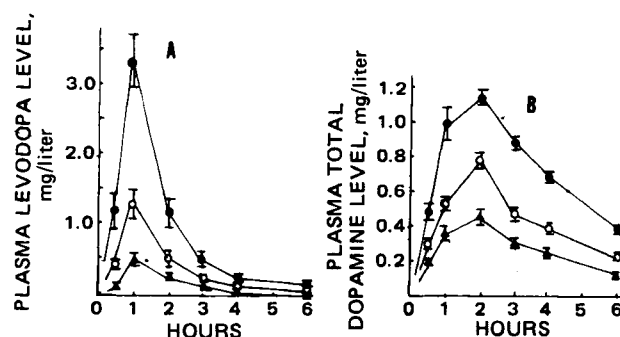 PLASMA LEVODOPA LEVEL,
mg/liter
3.0
2.0
1.0
A
0 1 2 3 4 6
HOURS
PLASMA TOTAL
DOPAMINE LEVEL, mg/liter
1.2
1.0
0.8
0.6
0.4
0.2
B
0 1 2 3 4 6
HOURS